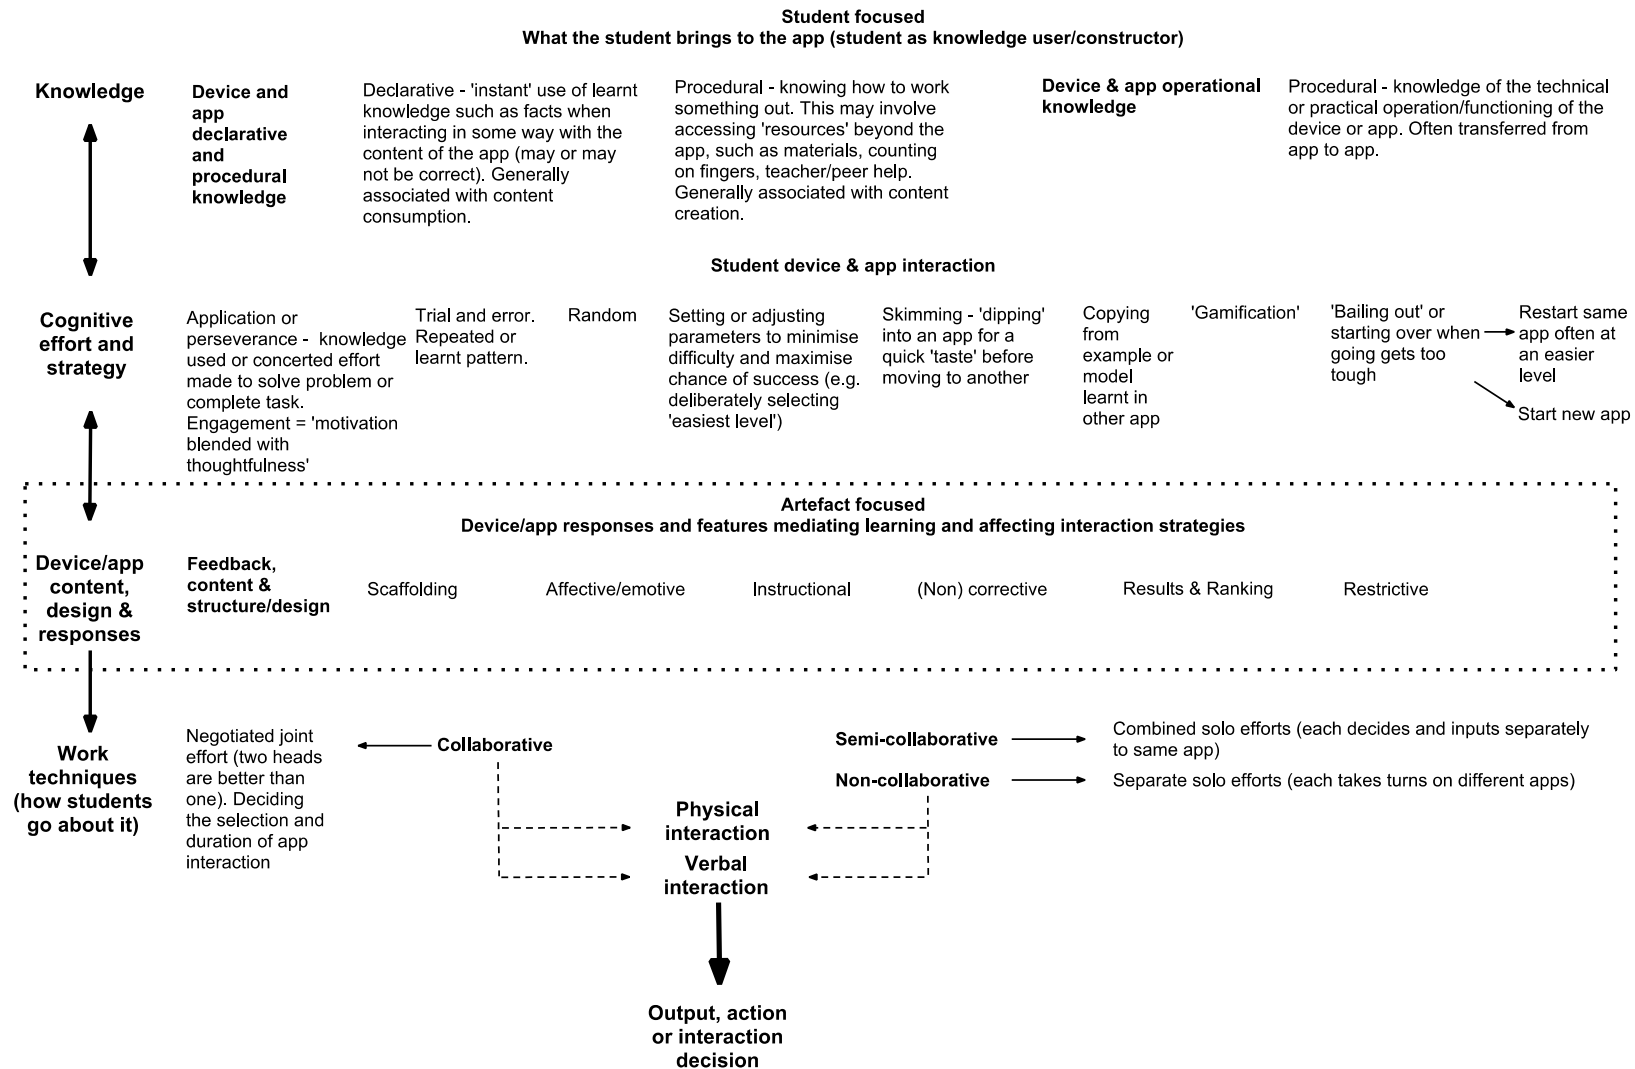 Student focused
What the student brings to the app (student as knowledge user/constructor)
Knowledge
Device and
app
declarative
and
procedural
knowledge
Declarative - 'instant' use of learnt
knowledge such as facts when
interacting in some way with the
content of the app (may or may
not be correct). Generally
associated with content
consumption.
Procedural - knowing how to work
something out. This may involve
accessing 'resources' beyond the
app, such as materials, counting
on fingers, teacher/peer help.
Generally associated with content
creation.
Device & app operational
knowledge
Procedural - knowledge of the technical
or practical operation/functioning of the
device or app. Often transferred from
app to app.
Student device & app interaction
Cognitive
effort and
strategy
Application or
perseverance - knowledge
used or concerted effort
made to solve problem or
complete task.
Engagement = 'motivation
blended with
thoughtfulness'
Trial and error.
Repeated or
learnt pattern.
Random
Setting or adjusting
parameters to minimise
difficulty and maximise
chance of success (e.g.
deliberately selecting
'easiest level')
Skimming - 'dipping'
into an app for a
quick 'taste' before
moving to another
Copying
from
example or
model
learnt in
other app
'Gamification'
'Bailing out' or
starting over when
going gets too
tough
Restart same
app often at
an easier
level
Start new app
Artefact focused
Device/app responses and features mediating learning and affecting interaction strategies
Device/app
content,
design &
responses
Feedback,
content &
structure/design
Scaffolding
Affective/emotive
Instructional
(Non) corrective
Results & Ranking
Restrictive
Work
techniques
(how students
go about it)
Negotiated joint
effort (two heads
are better than
one). Deciding
the selection and
duration of app
interaction
Collaborative
Semi-collaborative
Combined solo efforts (each decides and inputs separately
to same app)
Non-collaborative
Separate solo efforts (each takes turns on different apps)
Physical
interaction
Verbal
interaction
Output, action
or interaction
decision